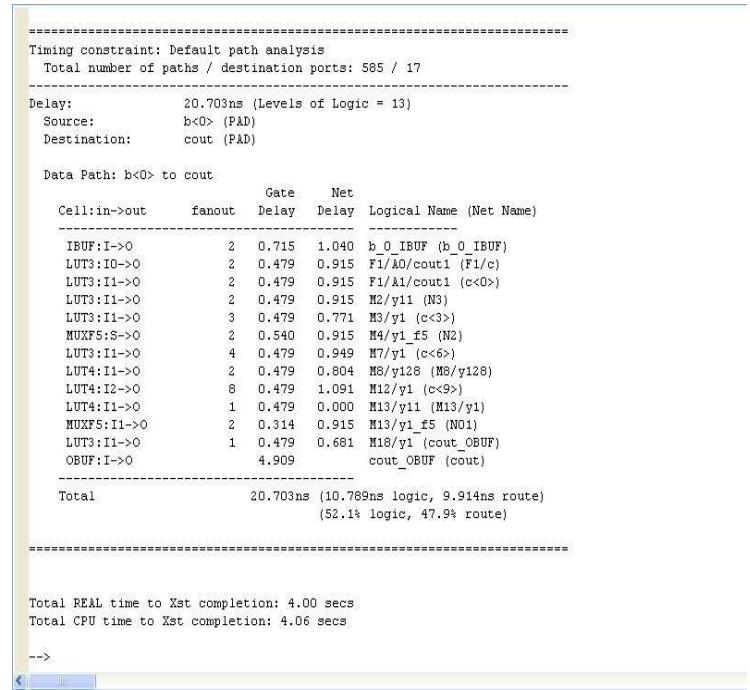 =========================================================================
Timing constraint: Default path analysis
  Total number of paths / destination ports: 585 / 17
-------------------------------------------------------------------------
Delay:               20.703ns (Levels of Logic = 13)
  Source:            b<0> (PAD)
  Destination:       cout (PAD)

  Data Path: b<0> to cout
                                Gate     Net
    Cell:in->out      fanout   Delay   Delay  Logical Name (Net Name)
    ----------------------------------------  ------------
     IBUF:I->O             2   0.715   1.040  b_0_IBUF (b_0_IBUF)
     LUT3:I0->O            2   0.479   0.915  F1/A0/cout1 (F1/c)
     LUT3:I1->O            2   0.479   0.915  F1/A1/cout1 (c<0>)
     LUT3:I1->O            2   0.479   0.915  M2/y11 (N3)
     LUT3:I1->O            3   0.479   0.771  M3/y1 (c<3>)
     MUXF5:S->O            2   0.540   0.915  M4/y1_f5 (N2)
     LUT3:I1->O            4   0.479   0.949  M7/y1 (c<6>)
     LUT4:I1->O            2   0.479   0.804  M8/y128 (M8/y128)
     LUT4:I2->O            8   0.479   1.091  M12/y1 (c<9>)
     LUT4:I1->O            1   0.479   0.000  M13/y11 (M13/y1)
     MUXF5:I1->O           2   0.314   0.915  M13/y1_f5 (N01)
     LUT3:I1->O            1   0.479   0.681  M18/y1 (cout_OBUF)
     OBUF:I->O                 4.909          cout_OBUF (cout)
    ----------------------------------------
    Total                     20.703ns (10.789ns logic, 9.914ns route)
                                       (52.1% logic, 47.9% route)

=========================================================================
Total REAL time to Xst completion: 4.00 secs
Total CPU time to Xst completion: 4.06 secs

-->